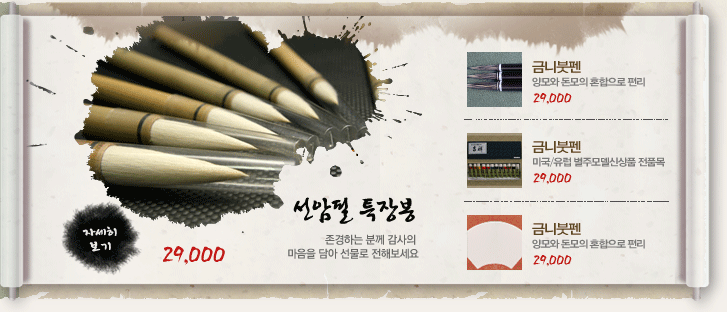 선암필 특장봉
존경하는 분께 감사의
마음을 담아 선물로 전해보세요
자세히
보기
29,000
금니붓펜
양모와 돈모의 혼합으로 편리
29,000
금니붓펜
미국/유럽 별주모델신상품 전품목
29,000
금니붓펜
양모와 돈모의 혼합으로 편리
29,000